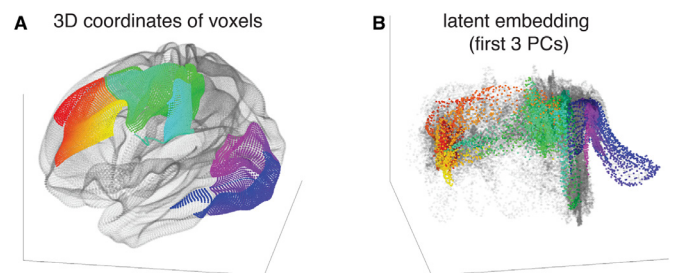 A 3D coordinates of voxels
B latent embedding
(first 3 PCs)